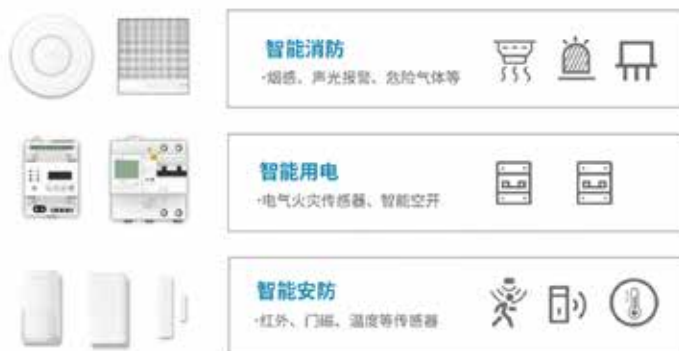 智能消防
·烟感、声光报警、危险气体等
智能用电
·电气火灾传感器、智能空开
智能安防
·红外、门磁、温度等传感器